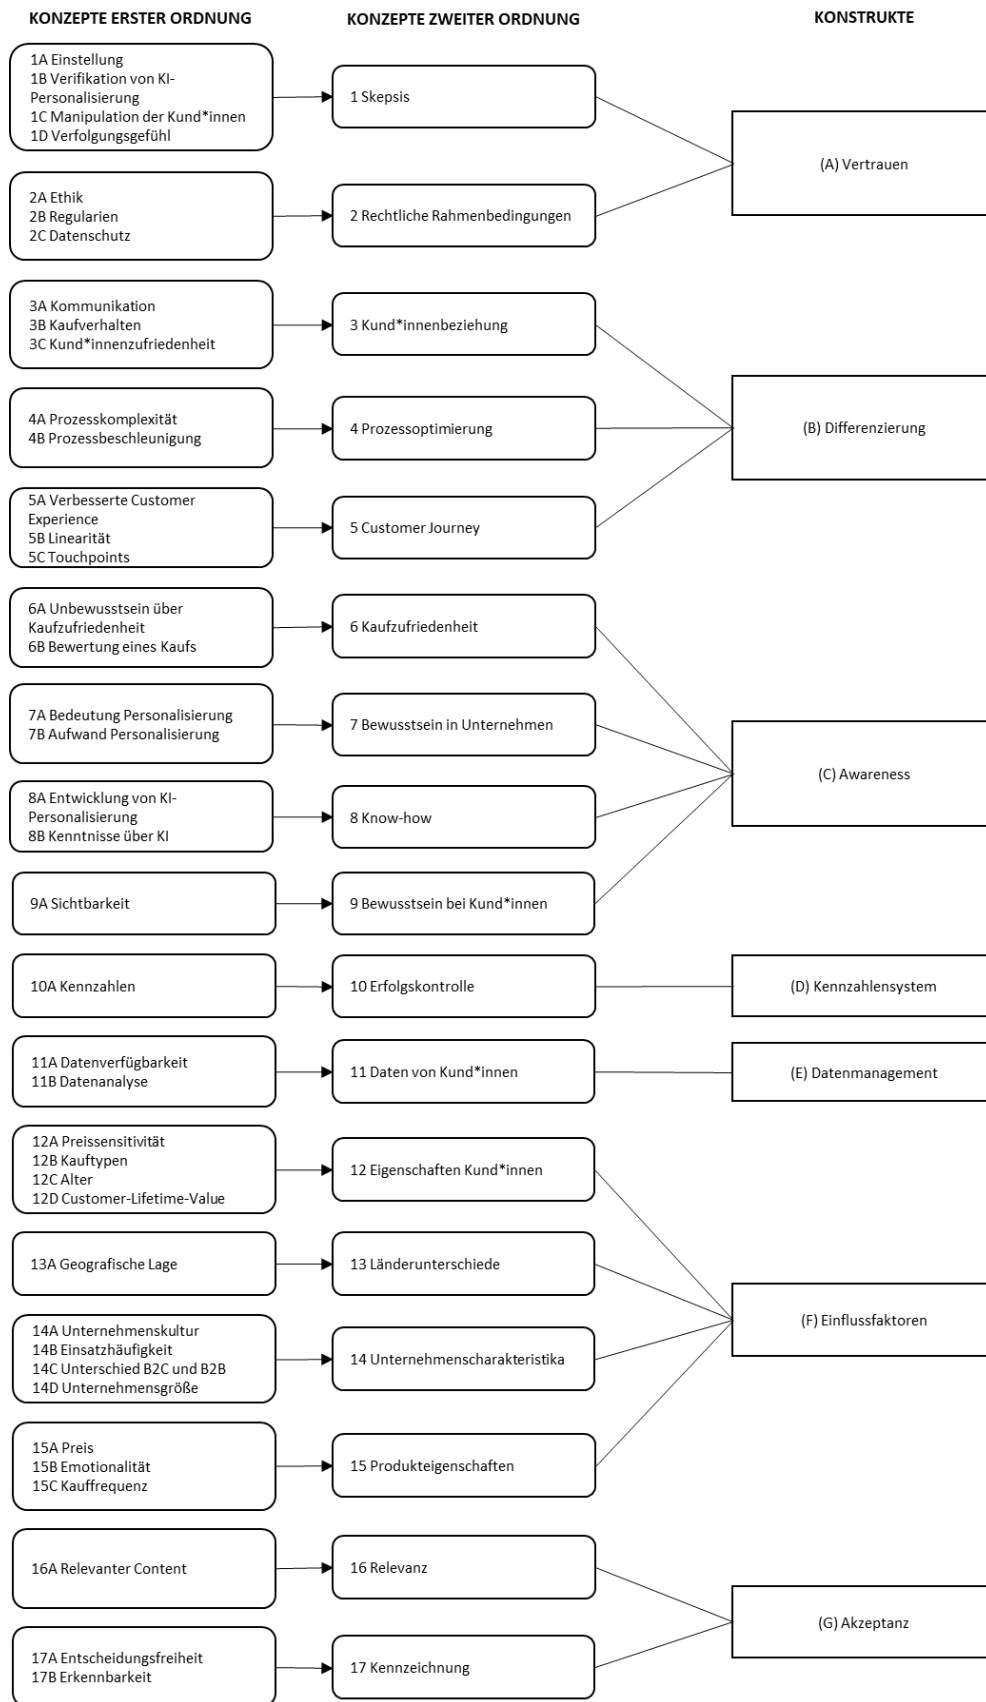 KONZEPTE ERSTER ORDNUNG
KONZEPTE ZWEITER ORDNUNG
KONSTRUKTE
1A Einstellung
1B Verifikation von KI-
Personalisierung
1C Manipulation der Kund*innen
1D Verfolgungsgefühl
1 Skepsis
(A) Vertrauen
2A Ethik
2B Regularien
2C Datenschutz
2 Rechtliche Rahmenbedingungen
3A Kommunikation
3B Kaufverhalten
3C Kund*innenzufriedenheit
3 Kund*innenbeziehung
4A Prozesskomplexität
4B Prozessbeschleunigung
4 Prozessoptimierung
(B) Differenzierung
5A Verbesserte Customer
Experience
5B Linearität
5C Touchpoints
5 Customer Journey
6A Unbewusstsein über
Kaufzufriedenheit
6B Bewertung eines Kaufs
6 Kaufzufriedenheit
7A Bedeutung Personalisierung
7B Aufwand Personalisierung
7 Bewusstsein in Unternehmen
(C) Awareness
8A Entwicklung von KI-
Personalisierung
8B Kenntnisse über KI
8 Know-how
9A Sichtbarkeit
9 Bewusstsein bei Kund*innen
10A Kennzahlen
10 Erfolgskontrolle
(D) Kennzahlensystem
11A Datenverfügbarkeit
11B Datenanalyse
11 Daten von Kund*innen
(E) Datenmanagement
12A Preissensitivität
12B Kauftypen
12C Alter
12D Customer-Lifetime-Value
12 Eigenschaften Kund*innen
13A Geografische Lage
13 Länderunterschiede
(F) Einflussfaktoren
14A Unternehmenskultur
14B Einsatzhäufigkeit
14C Unterschied B2C und B2B
14D Unternehmensgröße
14 Unternehmenscharakteristika
15A Preis
15B Emotionalität
15C Kauffrequenz
15 Produkteigenschaften
16A Relevanter Content
16 Relevanz
(G) Akzeptanz
17A Entscheidungsfreiheit
17B Erkennbarkeit
17 Kennzeichnung